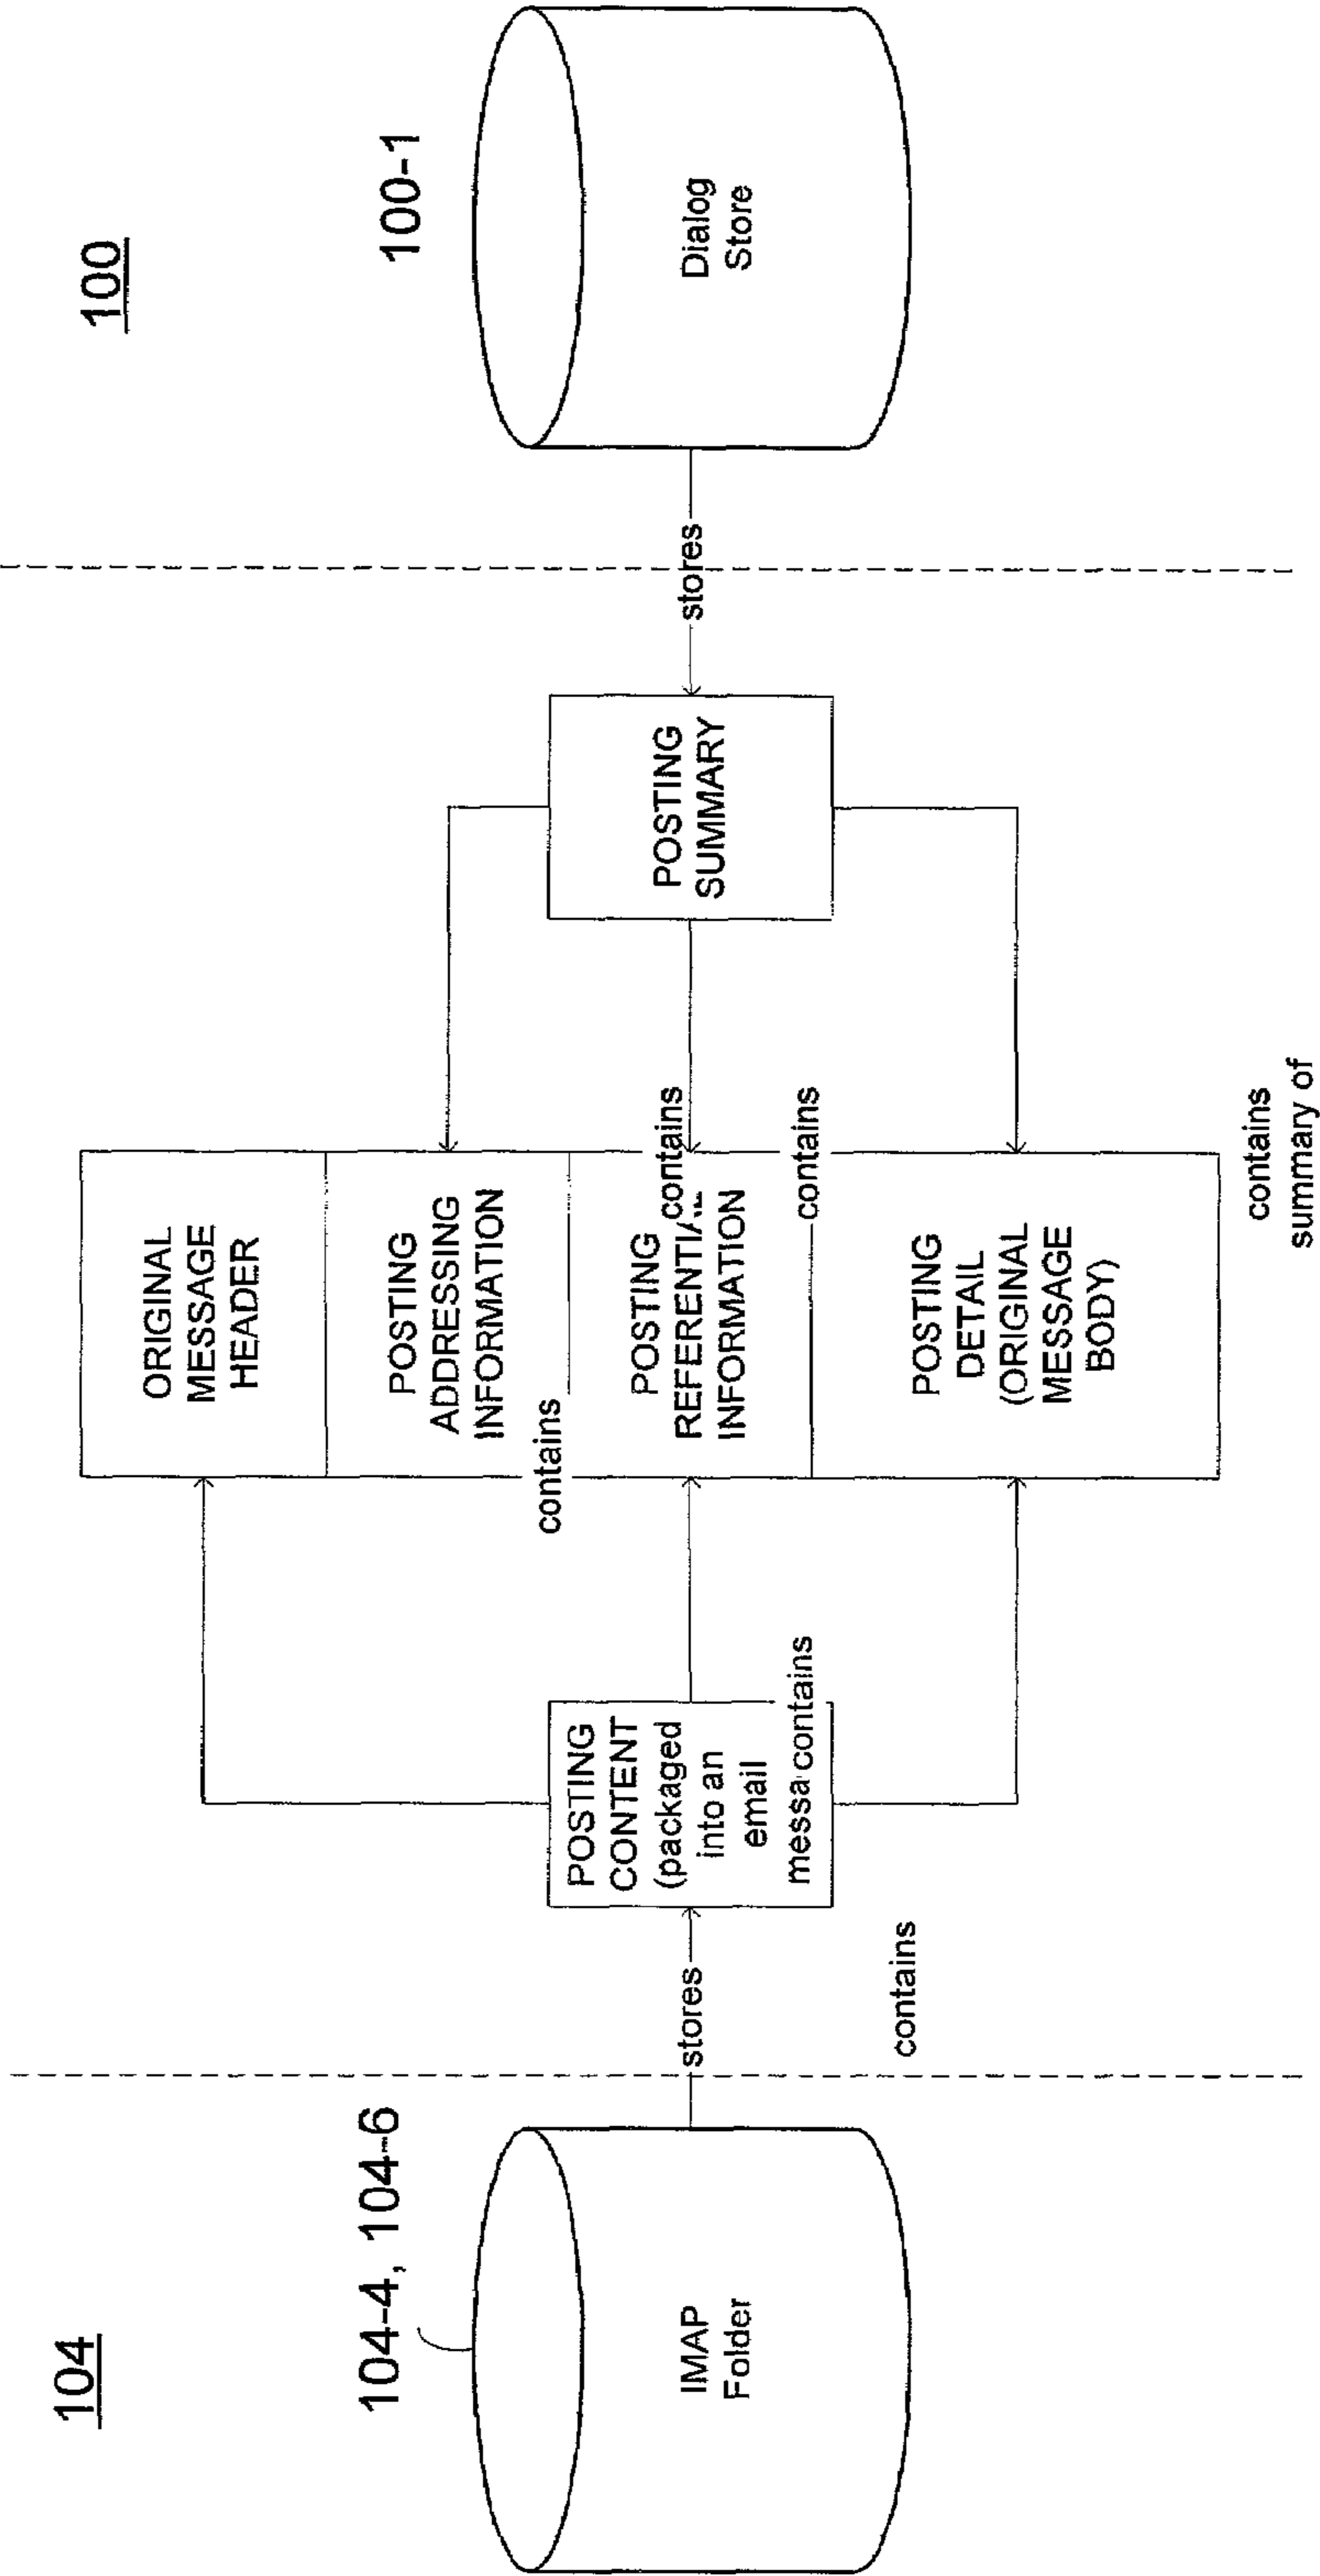 104
100
104-4, 104-6
100-1
IMAP
Folder
stores
contains
POSTING
CONTENT
(packaged
into an
email
messa
contains
contains
ORIGINAL
MESSAGE
HEADER
POSTING
ADDRESSING
INFORMATION
POSTING
REFERENTIAL
INFORMATION
contains
contains
POSTING
DETAIL
(ORIGINAL
MESSAGE
BODY)
contains
summary of
POSTING
SUMMARY
stores
Dialog
Store